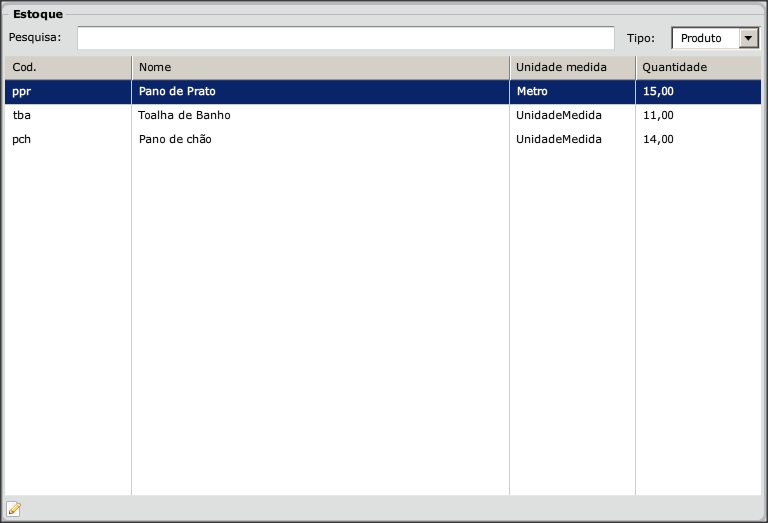 Estoque
Pesquisa: Tipo: Produto
Cod. Nome Unidade medida Quantidade
ppr Pano de Prato Metro 15,00
tba Toalha de Banho UnidadeMedida 11,00
pch Pano de chão UnidadeMedida 14,00